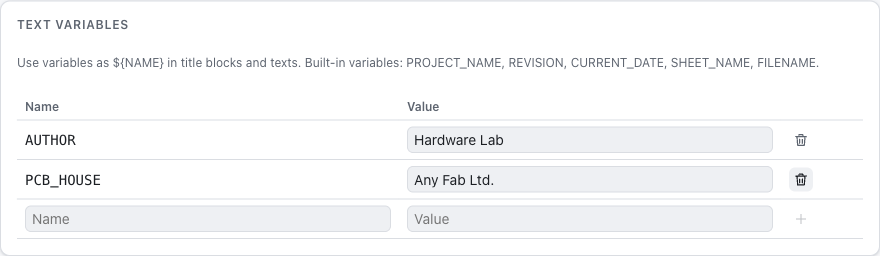 TEXT VARIABLES
Use variables as ${NAME} in title blocks and texts. Built-in variables: PROJECT_NAME, REVISION, CURRENT_DATE, SHEET_NAME, FILENAME.
Name Value
AUTHOR Hardware Lab
PCB_HOUSE Any Fab Ltd.
Name Value